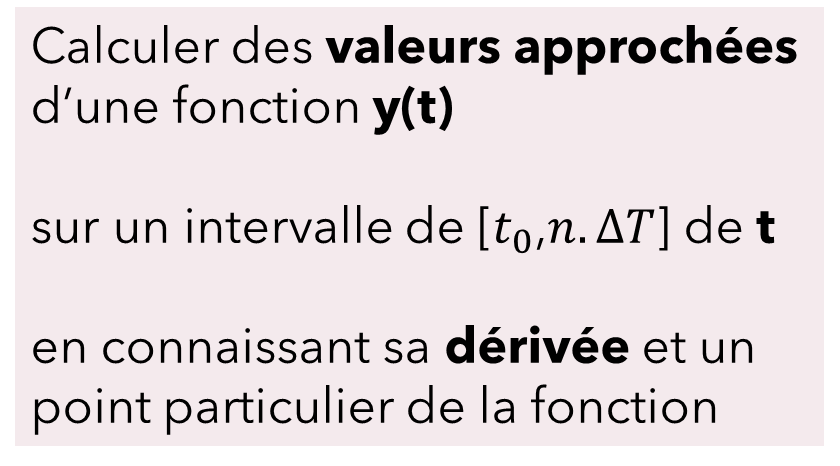 Calculer des valeurs approchées
d’une fonction y(t)
sur un intervalle de [t₀,n. ΔT] de t
en connaissant sa dérivée et un
point particulier de la fonction